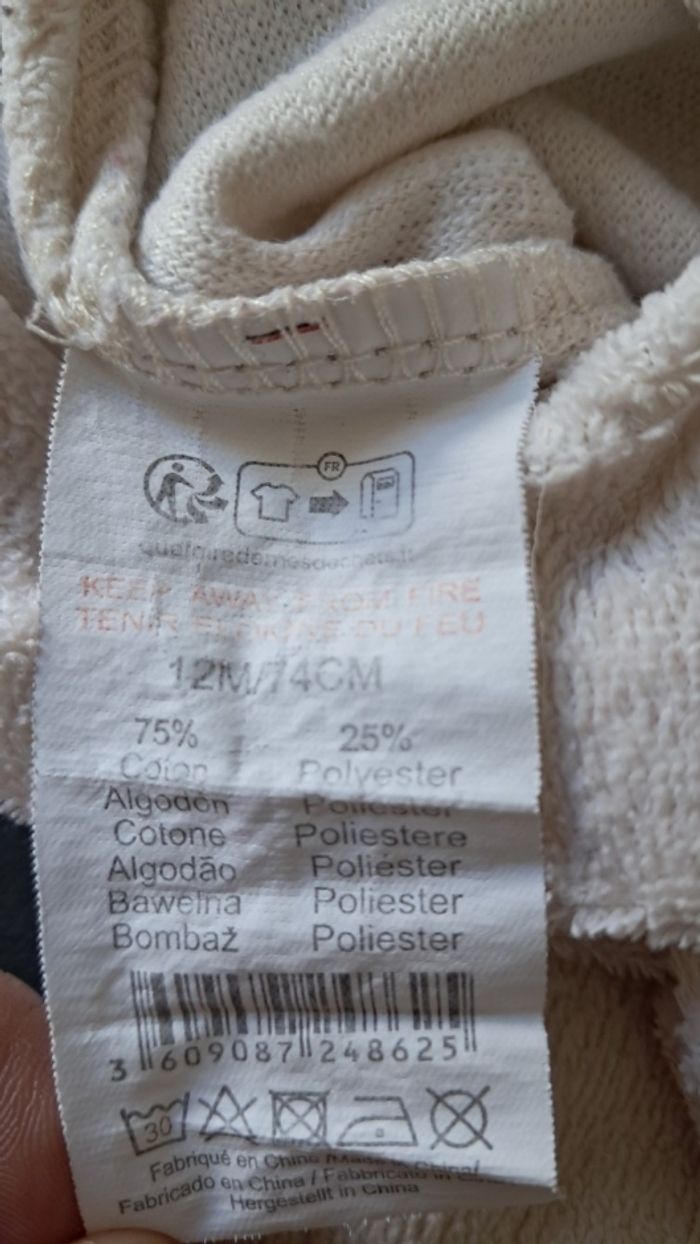 FR
quefairedemesdechets.fr
KEEP AWAY FROM FIRE
TENIR ELOIGNE DU FEU
12M/74CM
75% 25%
Coton Polyester
Algodón Poliéster
Cotone Poliestere
Algodão Poliéster
Bawełna Poliester
Bombaž Poliester
3 609087 248625
30
Fabriqué en Chine / Made in China/
Fabricado en China / Fabbricato in
Hergestellt in China